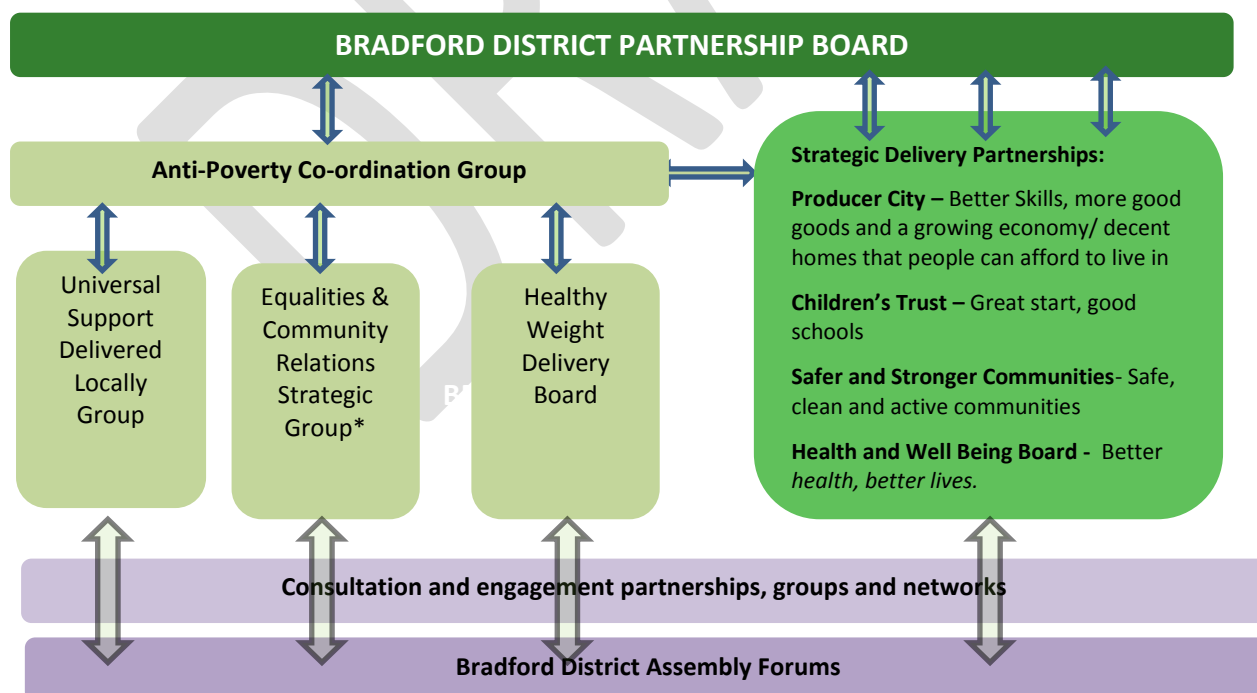 BRADFORD DISTRICT PARTNERSHIP BOARD
Anti-Poverty Co-ordination Group
Universal
Support
Delivered
Locally
Group
Equalities &
Community
Relations
Strategic
Group*
Healthy
Weight
Delivery
Board
Strategic Delivery Partnerships:
Producer City – Better Skills, more good
goods and a growing economy/ decent
homes that people can afford to live in
Children’s Trust – Great start, good
schools
Safer and Stronger Communities- Safe,
clean and active communities
Health and Well Being Board - Better
health, better lives.
Consultation and engagement partnerships, groups and networks
Bradford District Assembly Forums